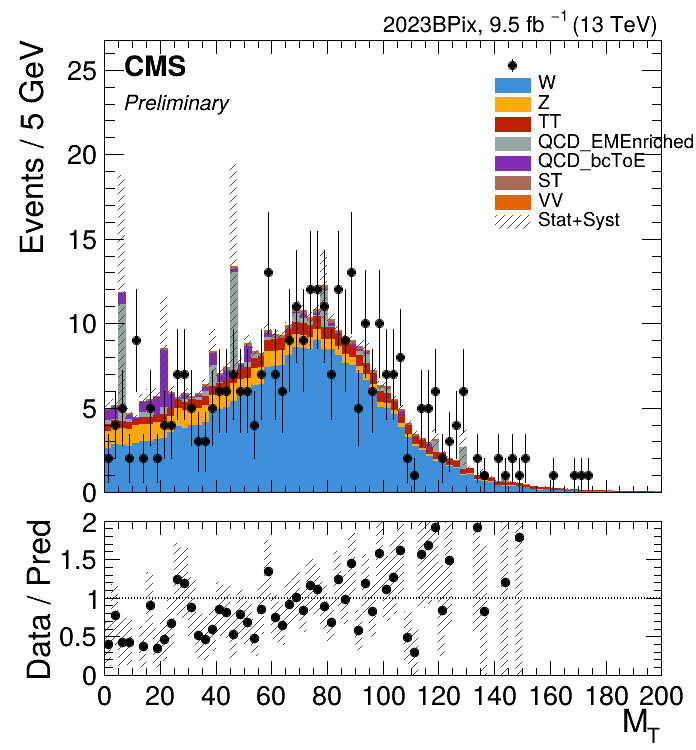 2023BPix, 9.5 fb⁻¹ (13 TeV)
Events / 5 GeV
25
20
15
10
5
0
CMS
Preliminary
W
Z
TT
QCD_EMEnriched
QCD_bcToE
ST
VV
Stat+Syst
Data / Pred
2
1.5
1
0.5
0
0 20 40 60 80 100 120 140 160 180 200
M_T